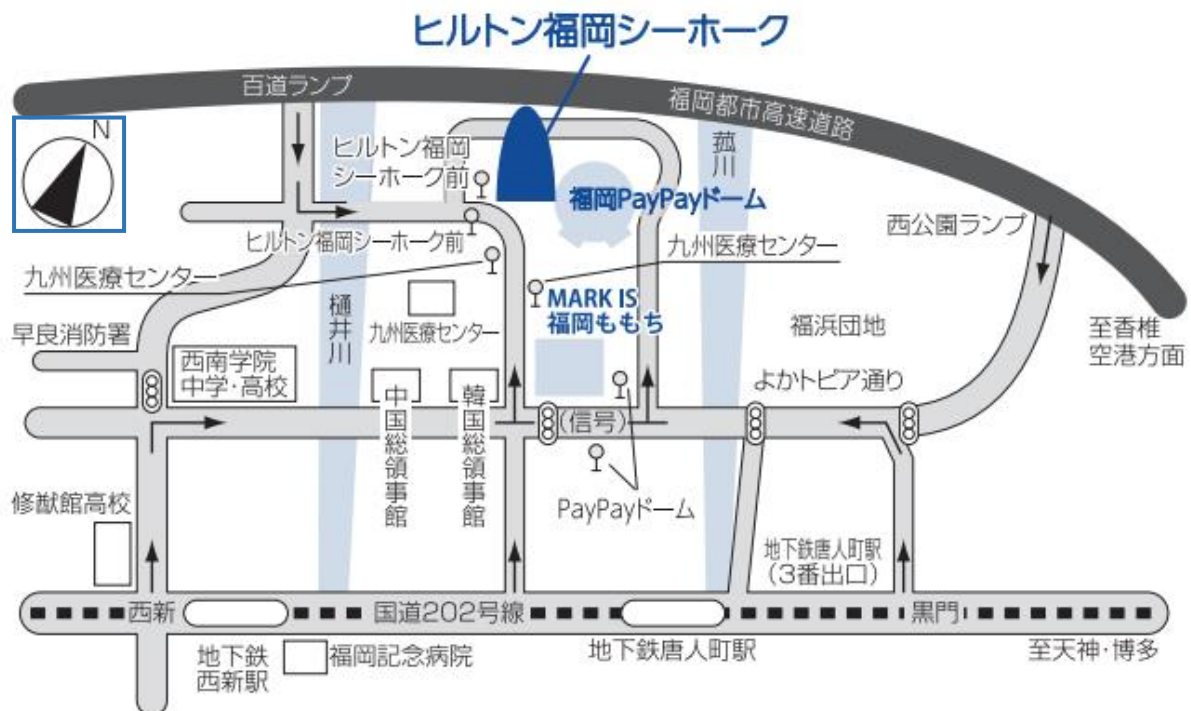 ヒルトン福岡シーホーク
百道ランプ
福岡都市高速道路
N
ヒルトン福岡
シーホーク前
菰川
福岡PayPayドーム
西公園ランプ
ヒルトン福岡シーホーク前
九州医療センター
九州医療センター
MARK IS
福岡ももち
樋井川
九州医療センター
福浜団地
至香椎
空港方面
早良消防署
西南学院
中学・高校
よかトピア通り
中国総領事館
韓国総領事館
(信号)
修猷館高校
PayPayドーム
地下鉄唐人町駅
(3番出口)
西新
国道202号線
黒門
地下鉄
西新駅
福岡記念病院
地下鉄唐人町駅
至天神・博多